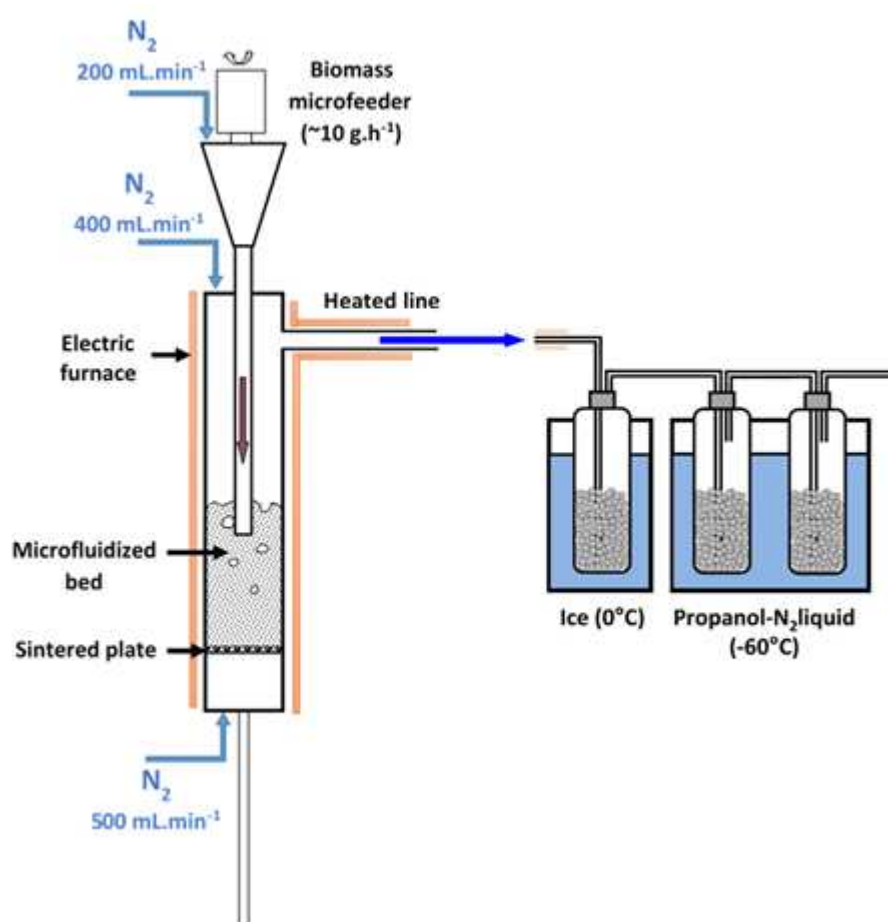 N₂
200 mL.min⁻¹
Biomass
microfeeder
(~10 g.h⁻¹)
N₂
400 mL.min⁻¹
Heated line
Electric
furnace
Microfluidized
bed
Sintered plate
Ice (0°C)
Propanol-N₂liquid
(-60°C)
N₂
500 mL.min⁻¹